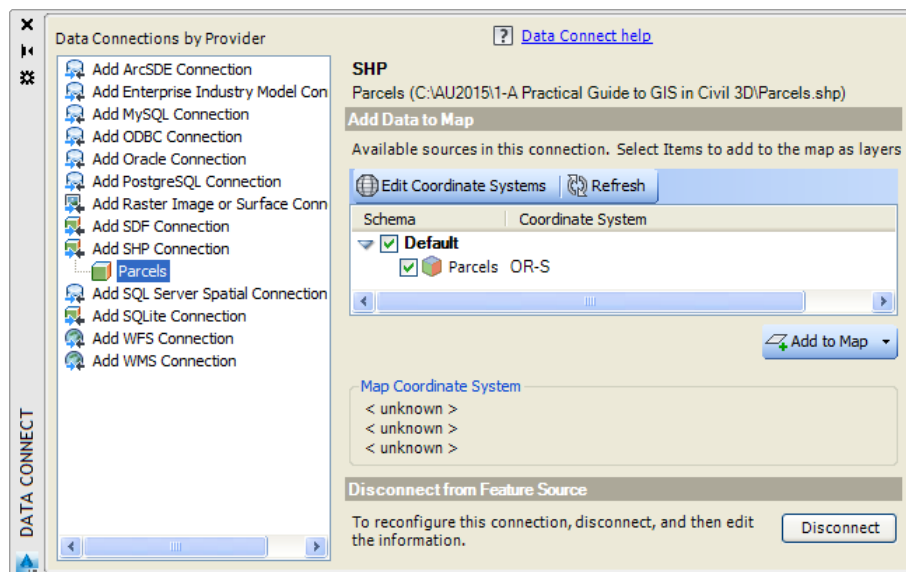 Data Connections by Provider
Add ArcSDE Connection
Add Enterprise Industry Model Con
Add MySQL Connection
Add ODBC Connection
Add Oracle Connection
Add PostgreSQL Connection
Add Raster Image or Surface Conn
Add SDF Connection
Add SHP Connection
Parcels
Add SQL Server Spatial Connection
Add SQLite Connection
Add WFS Connection
Add WMS Connection
DATA CONNECT
? Data Connect help
SHP
Parcels (C:\AU2015\1-A Practical Guide to GIS in Civil 3D\Parcels.shp)
Add Data to Map
Available sources in this connection. Select Items to add to the map as layers
Edit Coordinate Systems Refresh
Schema Coordinate System
Default
Parcels OR-S
Add to Map
Map Coordinate System
< unknown >
< unknown >
< unknown >
Disconnect from Feature Source
To reconfigure this connection, disconnect, and then edit
the information.
Disconnect